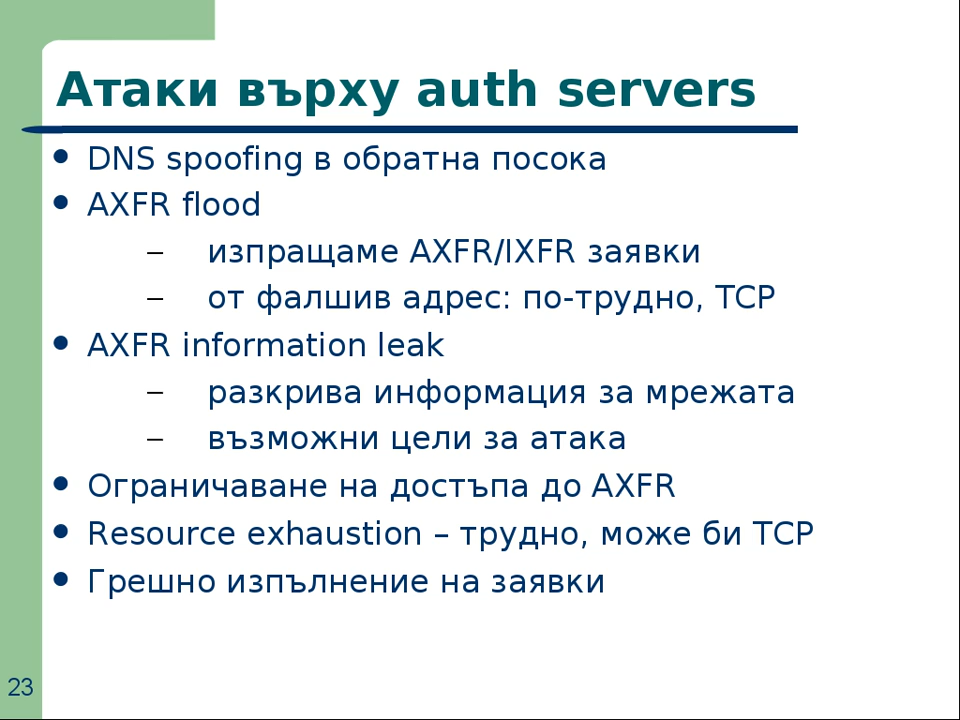 Атаки върху auth servers
● DNS spoofing в обратна посока
● AXFR flood
– изпращаме AXFR/IXFR заявки
– от фалшив адрес: по-трудно, TCP
● AXFR information leak
– разкрива информация за мрежата
– възможни цели за атака
● Ограничаване на достъпа до AXFR
● Resource exhaustion – трудно, може би TCP
● Грешно изпълнение на заявки
23